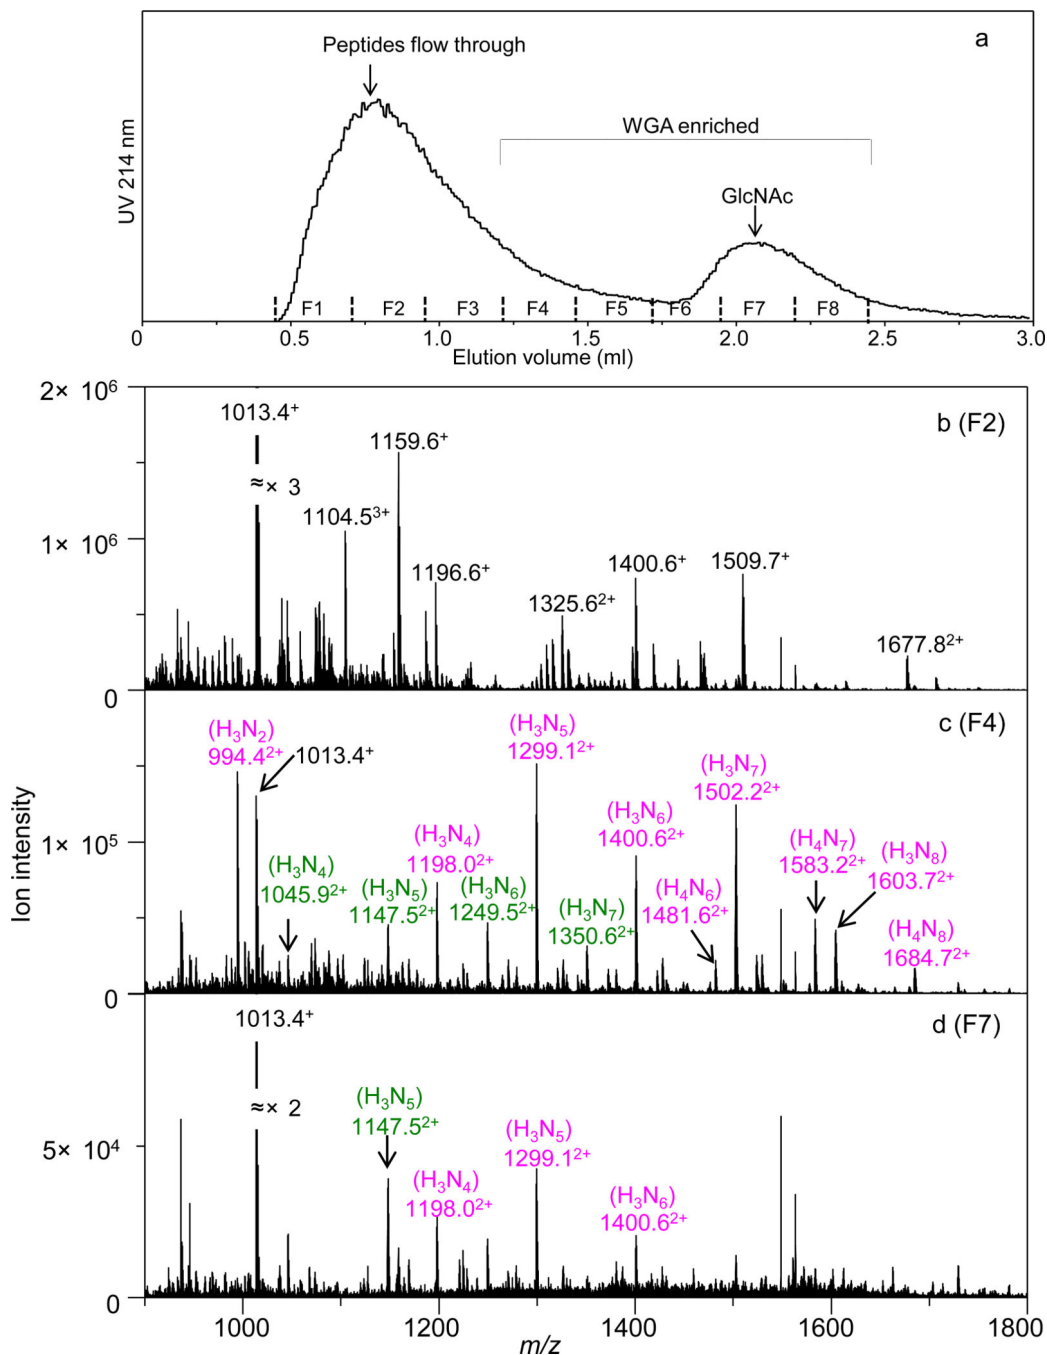 a
Peptides flow through
WGA enriched
GlcNAc
UV 214 nm
F1 F2 F3 F4 F5 F6 F7 F8
0 0.5 1.0 1.5 2.0 2.5 3.0
Elution volume (ml)
b (F2)
2× 10⁶
1× 10⁶
0
1013.4⁺
≈× 3
1104.5³⁺
1159.6⁺
1196.6⁺
1325.6²⁺
1400.6⁺
1509.7⁺
1677.8²⁺
c (F4)
Ion intensity
1× 10⁵
0
(H₃N₂)
994.4²⁺
1013.4⁺
(H₃N₄)
1045.9²⁺
(H₃N₅)
1147.5²⁺
(H₃N₄)
1198.0²⁺
(H₃N₆)
1249.5²⁺
(H₃N₅)
1299.1²⁺
(H₃N₇)
1350.6²⁺
(H₃N₆)
1400.6²⁺
(H₄N₆)
1481.6²⁺
(H₃N₇)
1502.2²⁺
(H₄N₇)
1583.2²⁺
(H₃N₈)
1603.7²⁺
(H₄N₈)
1684.7²⁺
d (F7)
5× 10⁴
0
1013.4⁺
≈× 2
(H₃N₅)
1147.5²⁺
(H₃N₄)
1198.0²⁺
(H₃N₅)
1299.1²⁺
(H₃N₆)
1400.6²⁺
1000 1200 1400 1600 1800
m/z